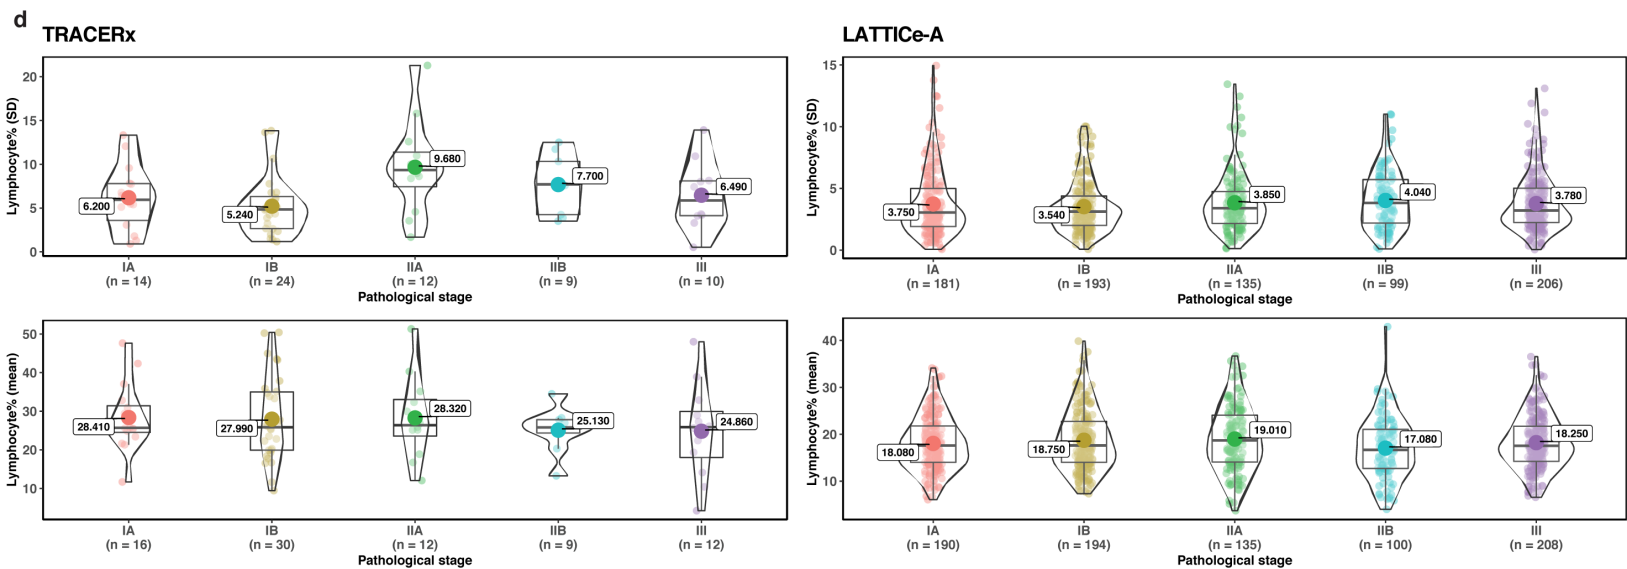 d
TRACERx
Lymphocyte% (SD)
20
15
10
5
0
6.200
5.240
9.680
7.700
6.490
IA IB IIA IIB III
(n = 14) (n = 24) (n = 12) (n = 9) (n = 10)
Pathological stage
Lymphocyte% (mean)
50
40
30
20
10
28.410
27.990
28.320
25.130
24.860
IA IB IIA IIB III
(n = 16) (n = 30) (n = 12) (n = 9) (n = 12)
Pathological stage
LATTICe-A
Lymphocyte% (SD)
15
10
5
0
3.750
3.540
3.850
4.040
3.780
IA IB IIA IIB III
(n = 181) (n = 193) (n = 135) (n = 99) (n = 206)
Pathological stage
Lymphocyte% (mean)
40
30
20
10
18.080
18.750
19.010
17.080
18.250
IA IB IIA IIB III
(n = 190) (n = 194) (n = 135) (n = 100) (n = 208)
Pathological stage